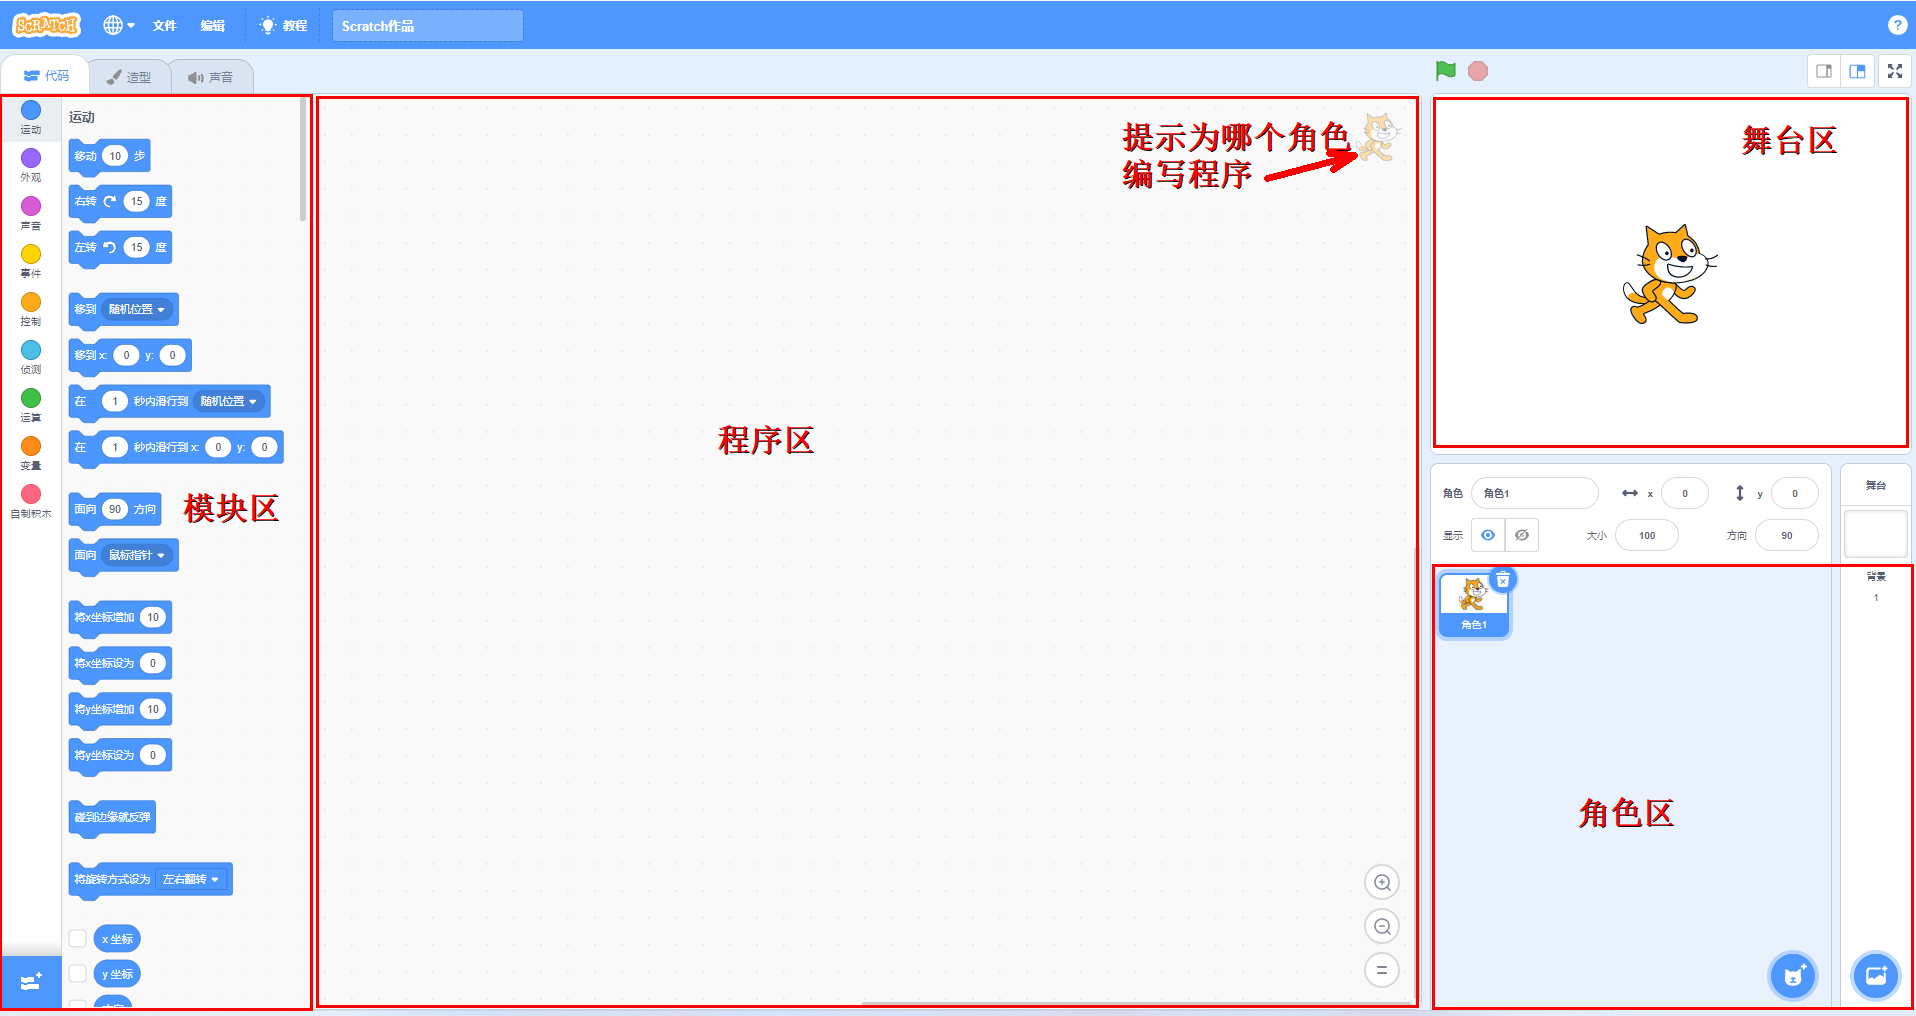 SCRATCH 文件 编辑 教程 Scratch作品 ?
代码 造型 声音
运动
外观
声音
事件
控制
侦测
运算
变量
自制积木
运动
移动 10 步
右转 15 度
左转 15 度
移到 随机位置
移到 x: 0 y: 0
在 1 秒内滑行到 随机位置
在 1 秒内滑行到 x: 0 y: 0
面向 90 方向
面向 鼠标指针
将x坐标增加 10
将x坐标设为 0
将y坐标增加 10
将y坐标设为 0
碰到边缘就反弹
将旋转方式设为 左右翻转
x 坐标
y 坐标
模块区
提示为哪个角色
编写程序
程序区
舞台区
角色 角色1 x 0 y 0
显示 大小 100 方向 90
角色1
角色区
舞台
背景
1